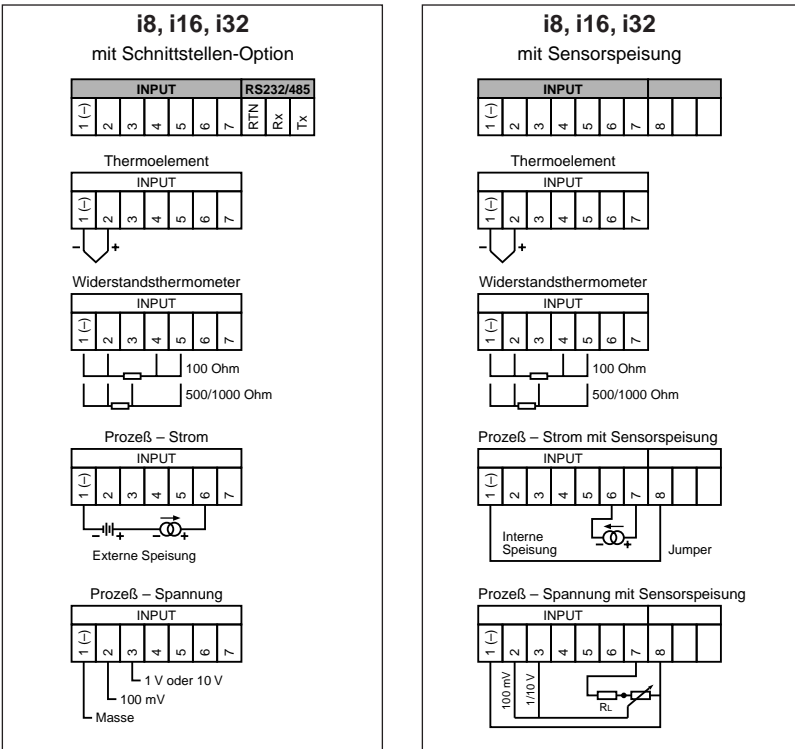 i8, i16, i32
mit Schnittstellen-Option
INPUT RS232/485
1 (–) 2 3 4 5 6 7 RTN Rx Tx
Thermoelement
INPUT
1 (–) 2 3 4 5 6 7
– +
Widerstandsthermometer
INPUT
1 (–) 2 3 4 5 6 7
100 Ohm
500/1000 Ohm
Prozeß – Strom
INPUT
1 (–) 2 3 4 5 6 7
– + – +
Externe Speisung
Prozeß – Spannung
INPUT
1 (–) 2 3 4 5 6 7
1 V oder 10 V
100 mV
Masse
i8, i16, i32
mit Sensorspeisung
INPUT
1 (–) 2 3 4 5 6 7 8
Thermoelement
INPUT
1 (–) 2 3 4 5 6 7
– +
Widerstandsthermometer
INPUT
1 (–) 2 3 4 5 6 7
100 Ohm
500/1000 Ohm
Prozeß – Strom mit Sensorspeisung
INPUT
1 (–) 2 3 4 5 6 7 8
Interne
Speisung
– +
Jumper
Prozeß – Spannung mit Sensorspeisung
INPUT
1 (–) 2 3 4 5 6 7 8
100 mV
1/10 V
RL